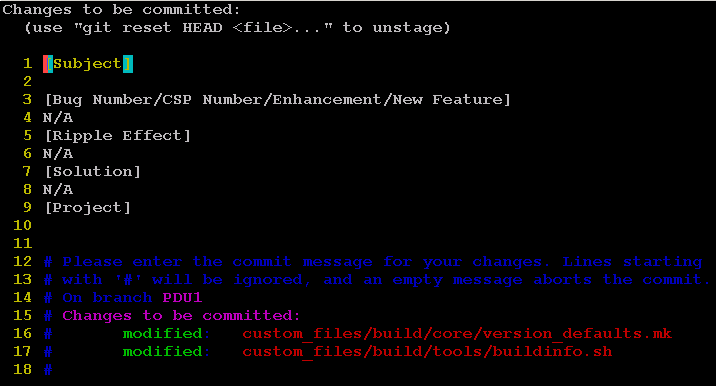 Changes to be committed:
(use "git reset HEAD <file>..." to unstage)
1 [Subject]
2
3 [Bug Number/CSP Number/Enhancement/New Feature]
4 N/A
5 [Ripple Effect]
6 N/A
7 [Solution]
8 N/A
9 [Project]
10
11
12 # Please enter the commit message for your changes. Lines starting
13 # with '#' will be ignored, and an empty message aborts the commit.
14 # On branch PDU1
15 # Changes to be committed:
16 # modified: custom_files/build/core/version_defaults.mk
17 # modified: custom_files/build/tools/buildinfo.sh
18 #